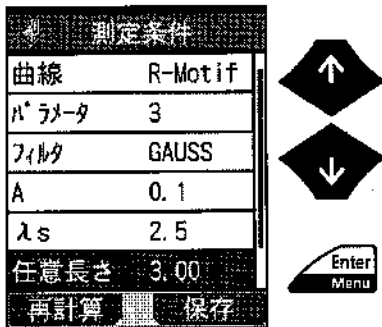 測定条件
曲線 R-Motif
パラメータ 3
フィルタ GAUSS
A 0.1
λs 2.5
任意長さ 3.00
再計算 保存
Enter
Menu